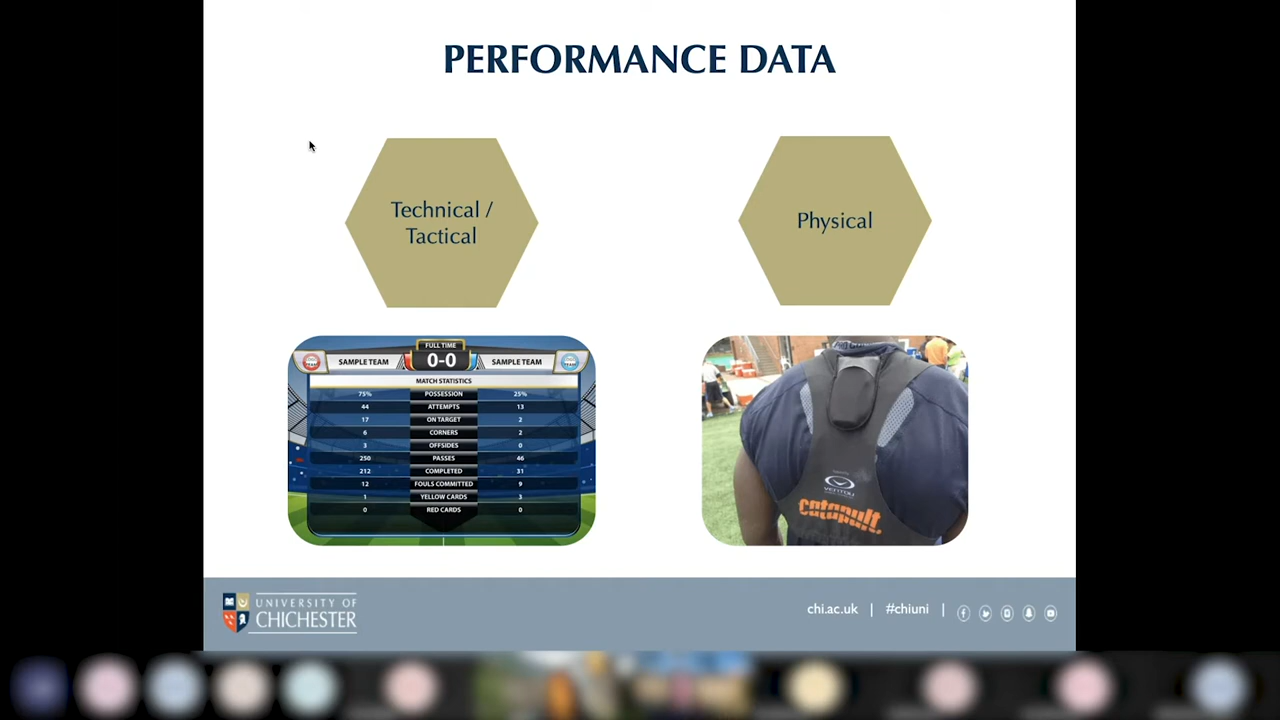 PERFORMANCE DATA
Technical /
Tactical
Physical
FULL TIME
SAMPLE TEAM 0-0 SAMPLE TEAM
MATCH STATISTICS
75% POSSESSION 25%
44 ATTEMPTS 13
17 ON TARGET 2
6 CORNERS 2
3 OFFSIDES 0
250 PASSES 46
212 COMPLETED 31
12 FOULS COMMITTED 9
1 YELLOW CARDS 3
0 RED CARDS 0
catapult
UNIVERSITY OF
CHICHESTER
chi.ac.uk | #chiuni |